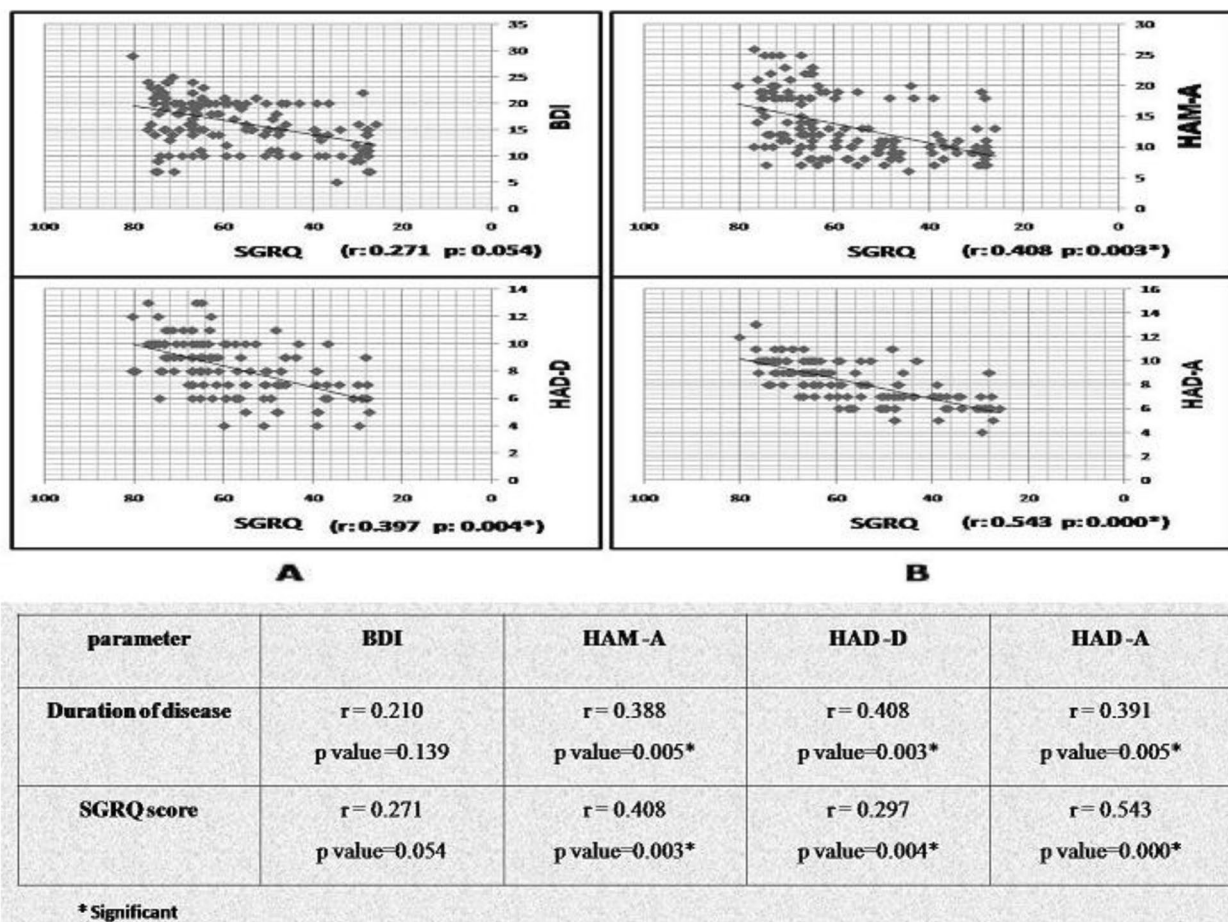 35
30
25
20
15
10
5
0
BDI
100 80 60 40 20 0
SGRQ (r:0.271 p: 0.054)
30
25
20
15
10
5
0
HAM-A
100 80 60 40 20 0
SGRQ (r:0.408 p:0.003*)
14
12
10
8
6
4
2
0
HAD-D
100 80 60 40 20 0
SGRQ (r:0.397 p:0.004*)
16
14
12
10
8
6
4
2
0
HAD-A
100 80 60 40 20 0
SGRQ (r:0.543 p:0.000*)
A B
parameter BDI HAM-A HAD-D HAD-A
Duration of disease r = 0.210 r = 0.388 r = 0.408 r = 0.391
p value=0.139 p value=0.005* p value=0.003* p value=0.005*
SGRQ score r = 0.271 r = 0.408 r = 0.297 r = 0.543
p value=0.054 p value=0.003* p value=0.004* p value=0.000*
* Significant